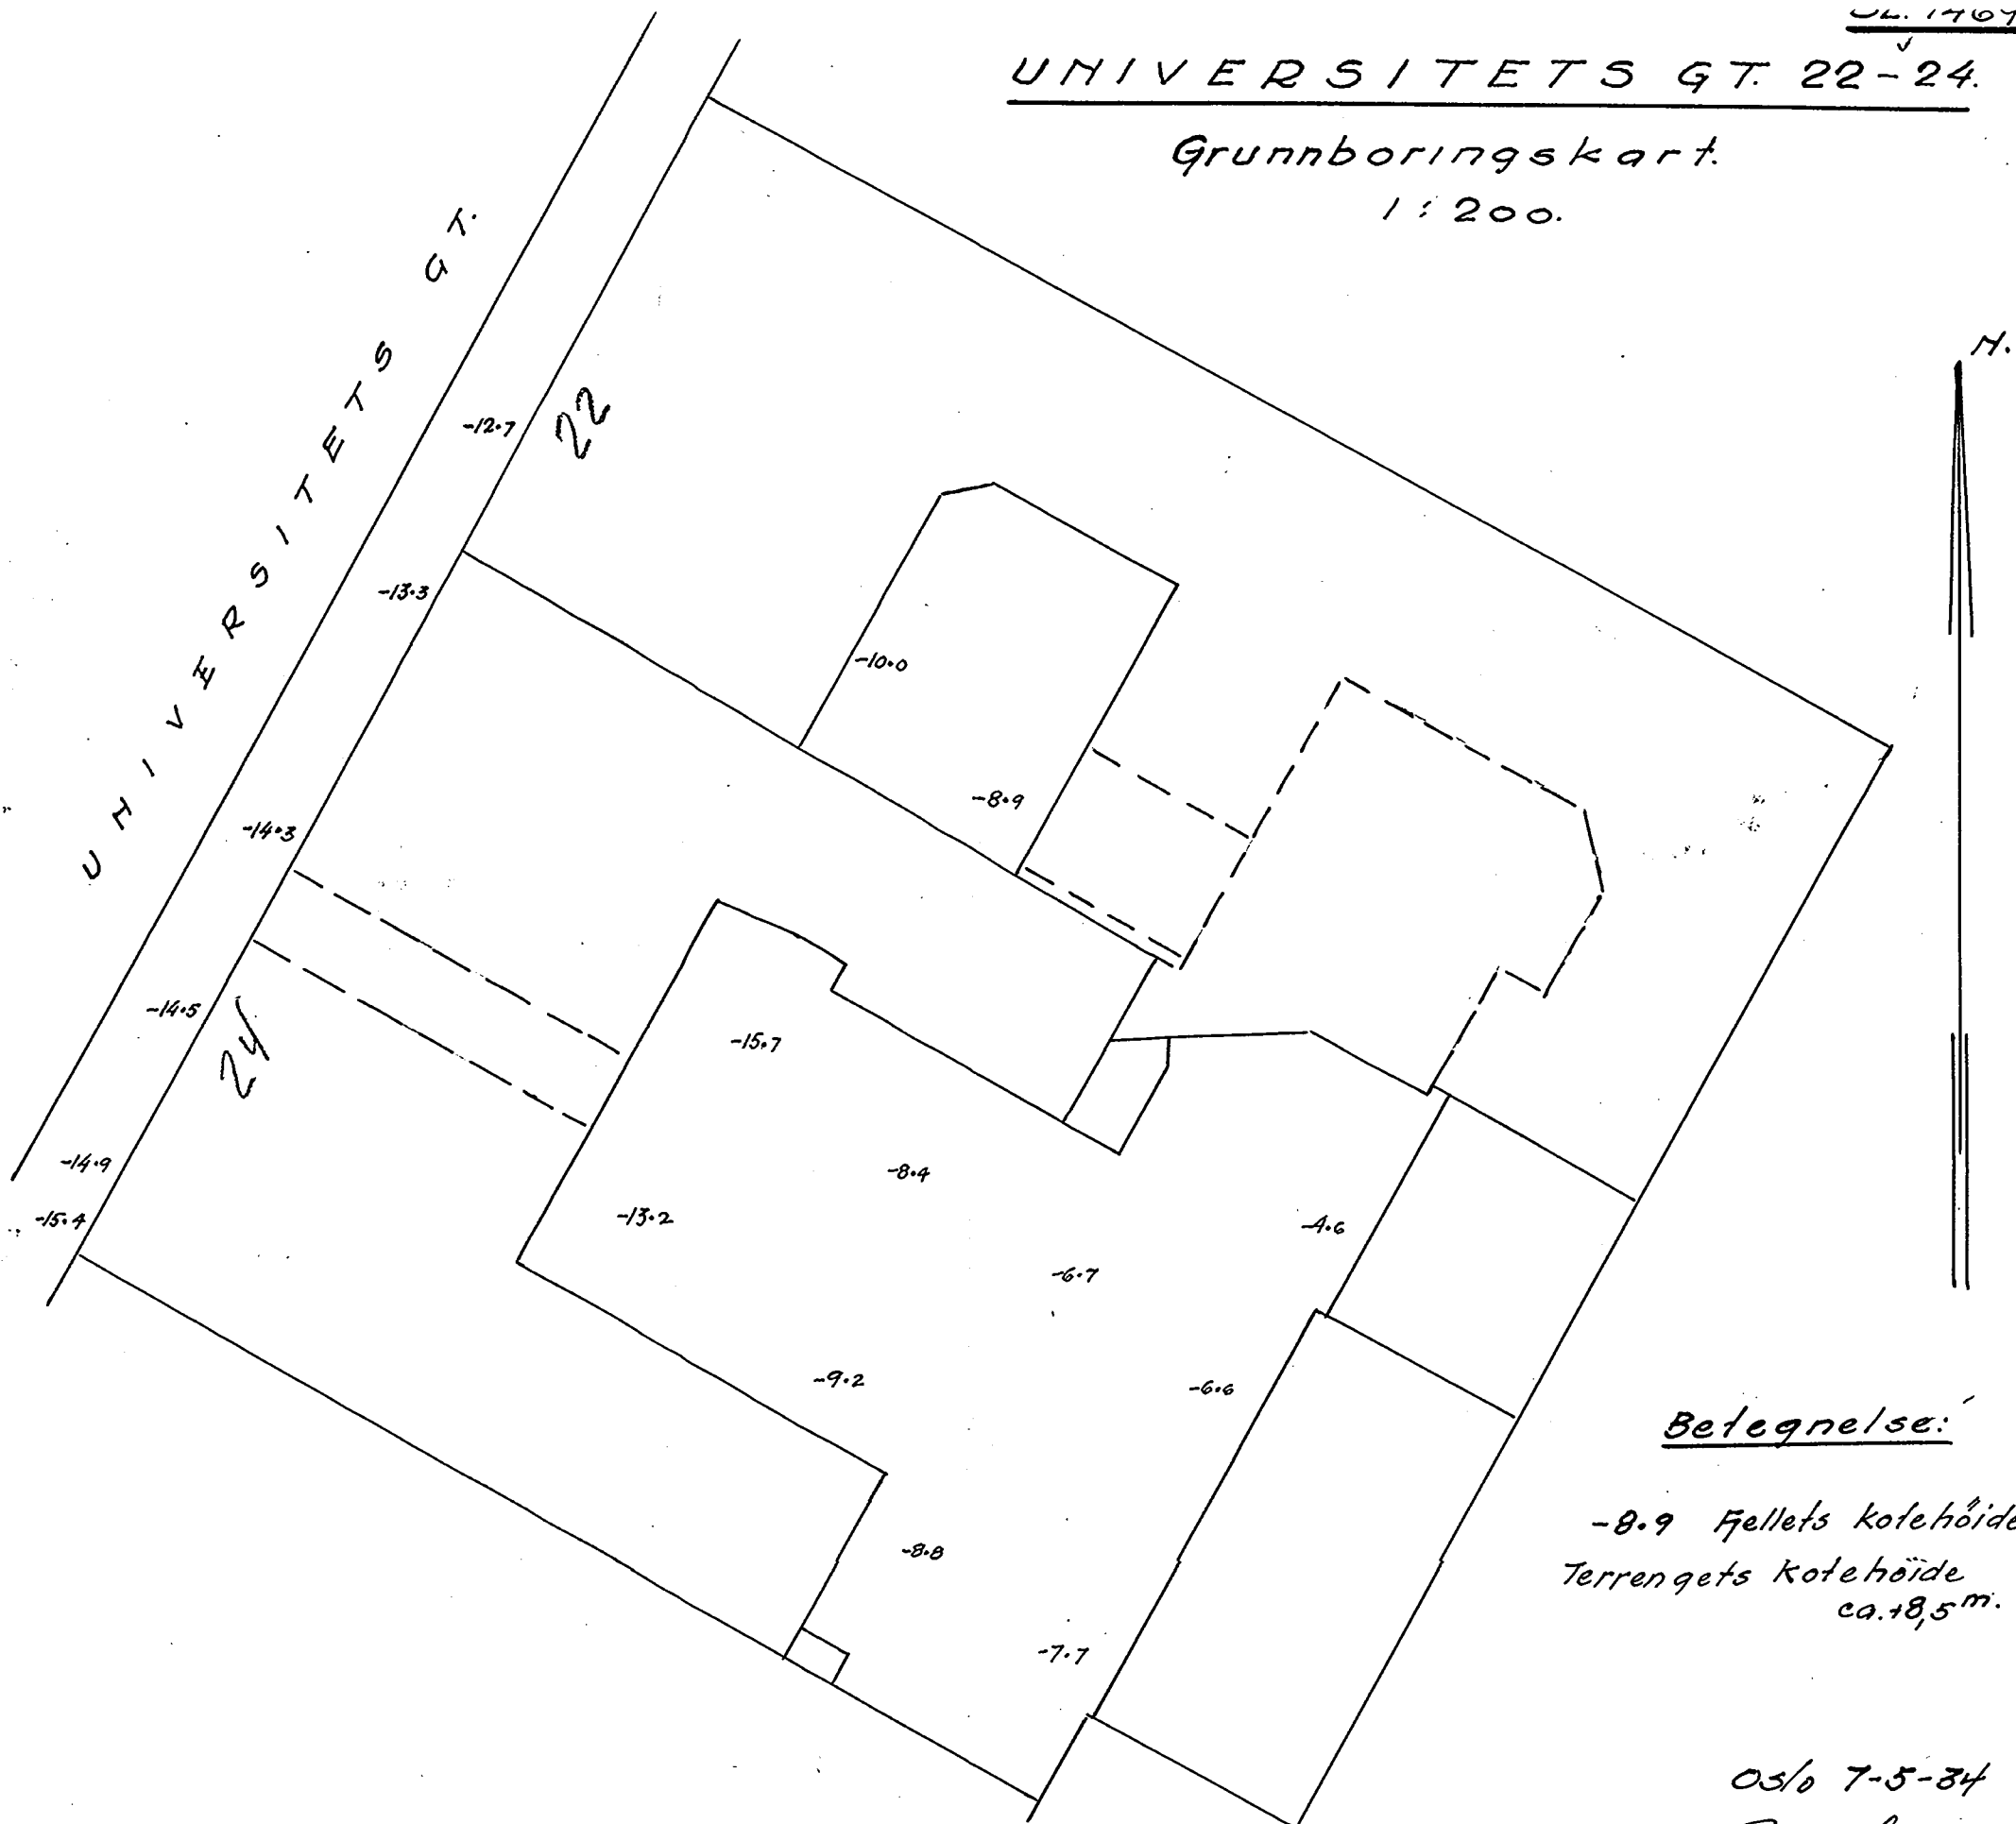 UNIVERSITETS GT. 22-24.
Grunnboringskart.
1:200.
N.
UNIVERSITETS GT.
-12.7
22
-13.3
-10.0
-8.9
-14.3
-14.5
24
-15.7
-14.9
-8.4
-15.4
-13.2
-4.6
-6.7
-9.2
-6.6
Betegnelse:
-8.9 Fjellets kotehöide
-8.8
Terrengets kotehöide
ca.+8,5 m.
-7.7
Oslo 7-5-34